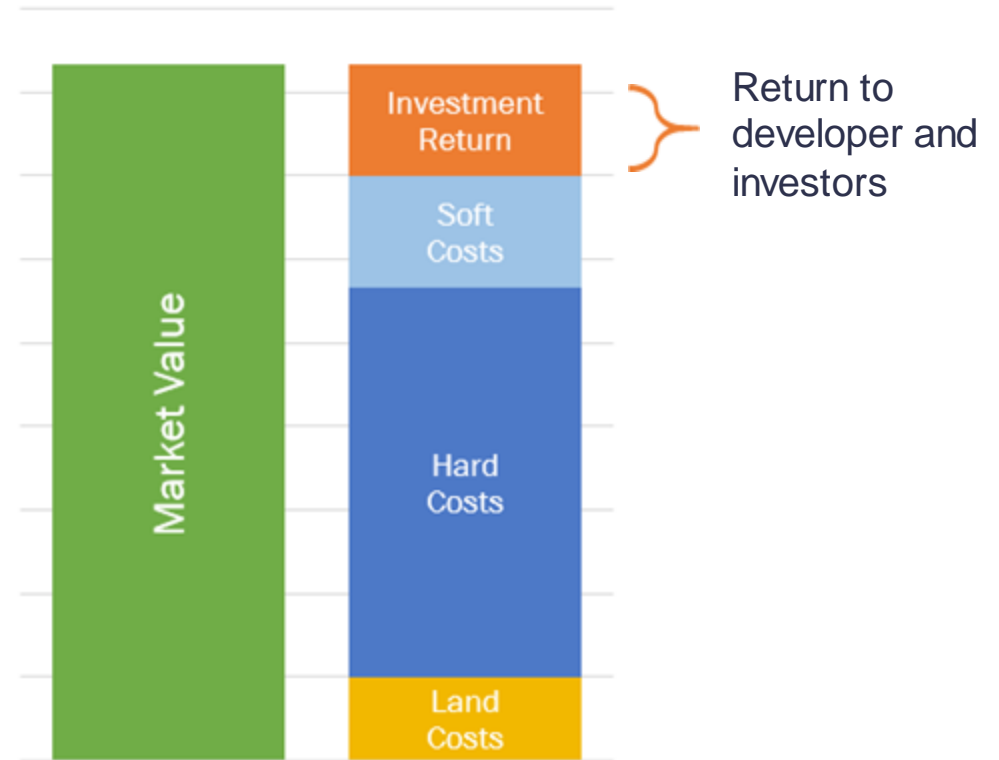 Market Value
Investment
Return
Soft
Costs
Hard
Costs
Land
Costs
Return to
developer and
investors